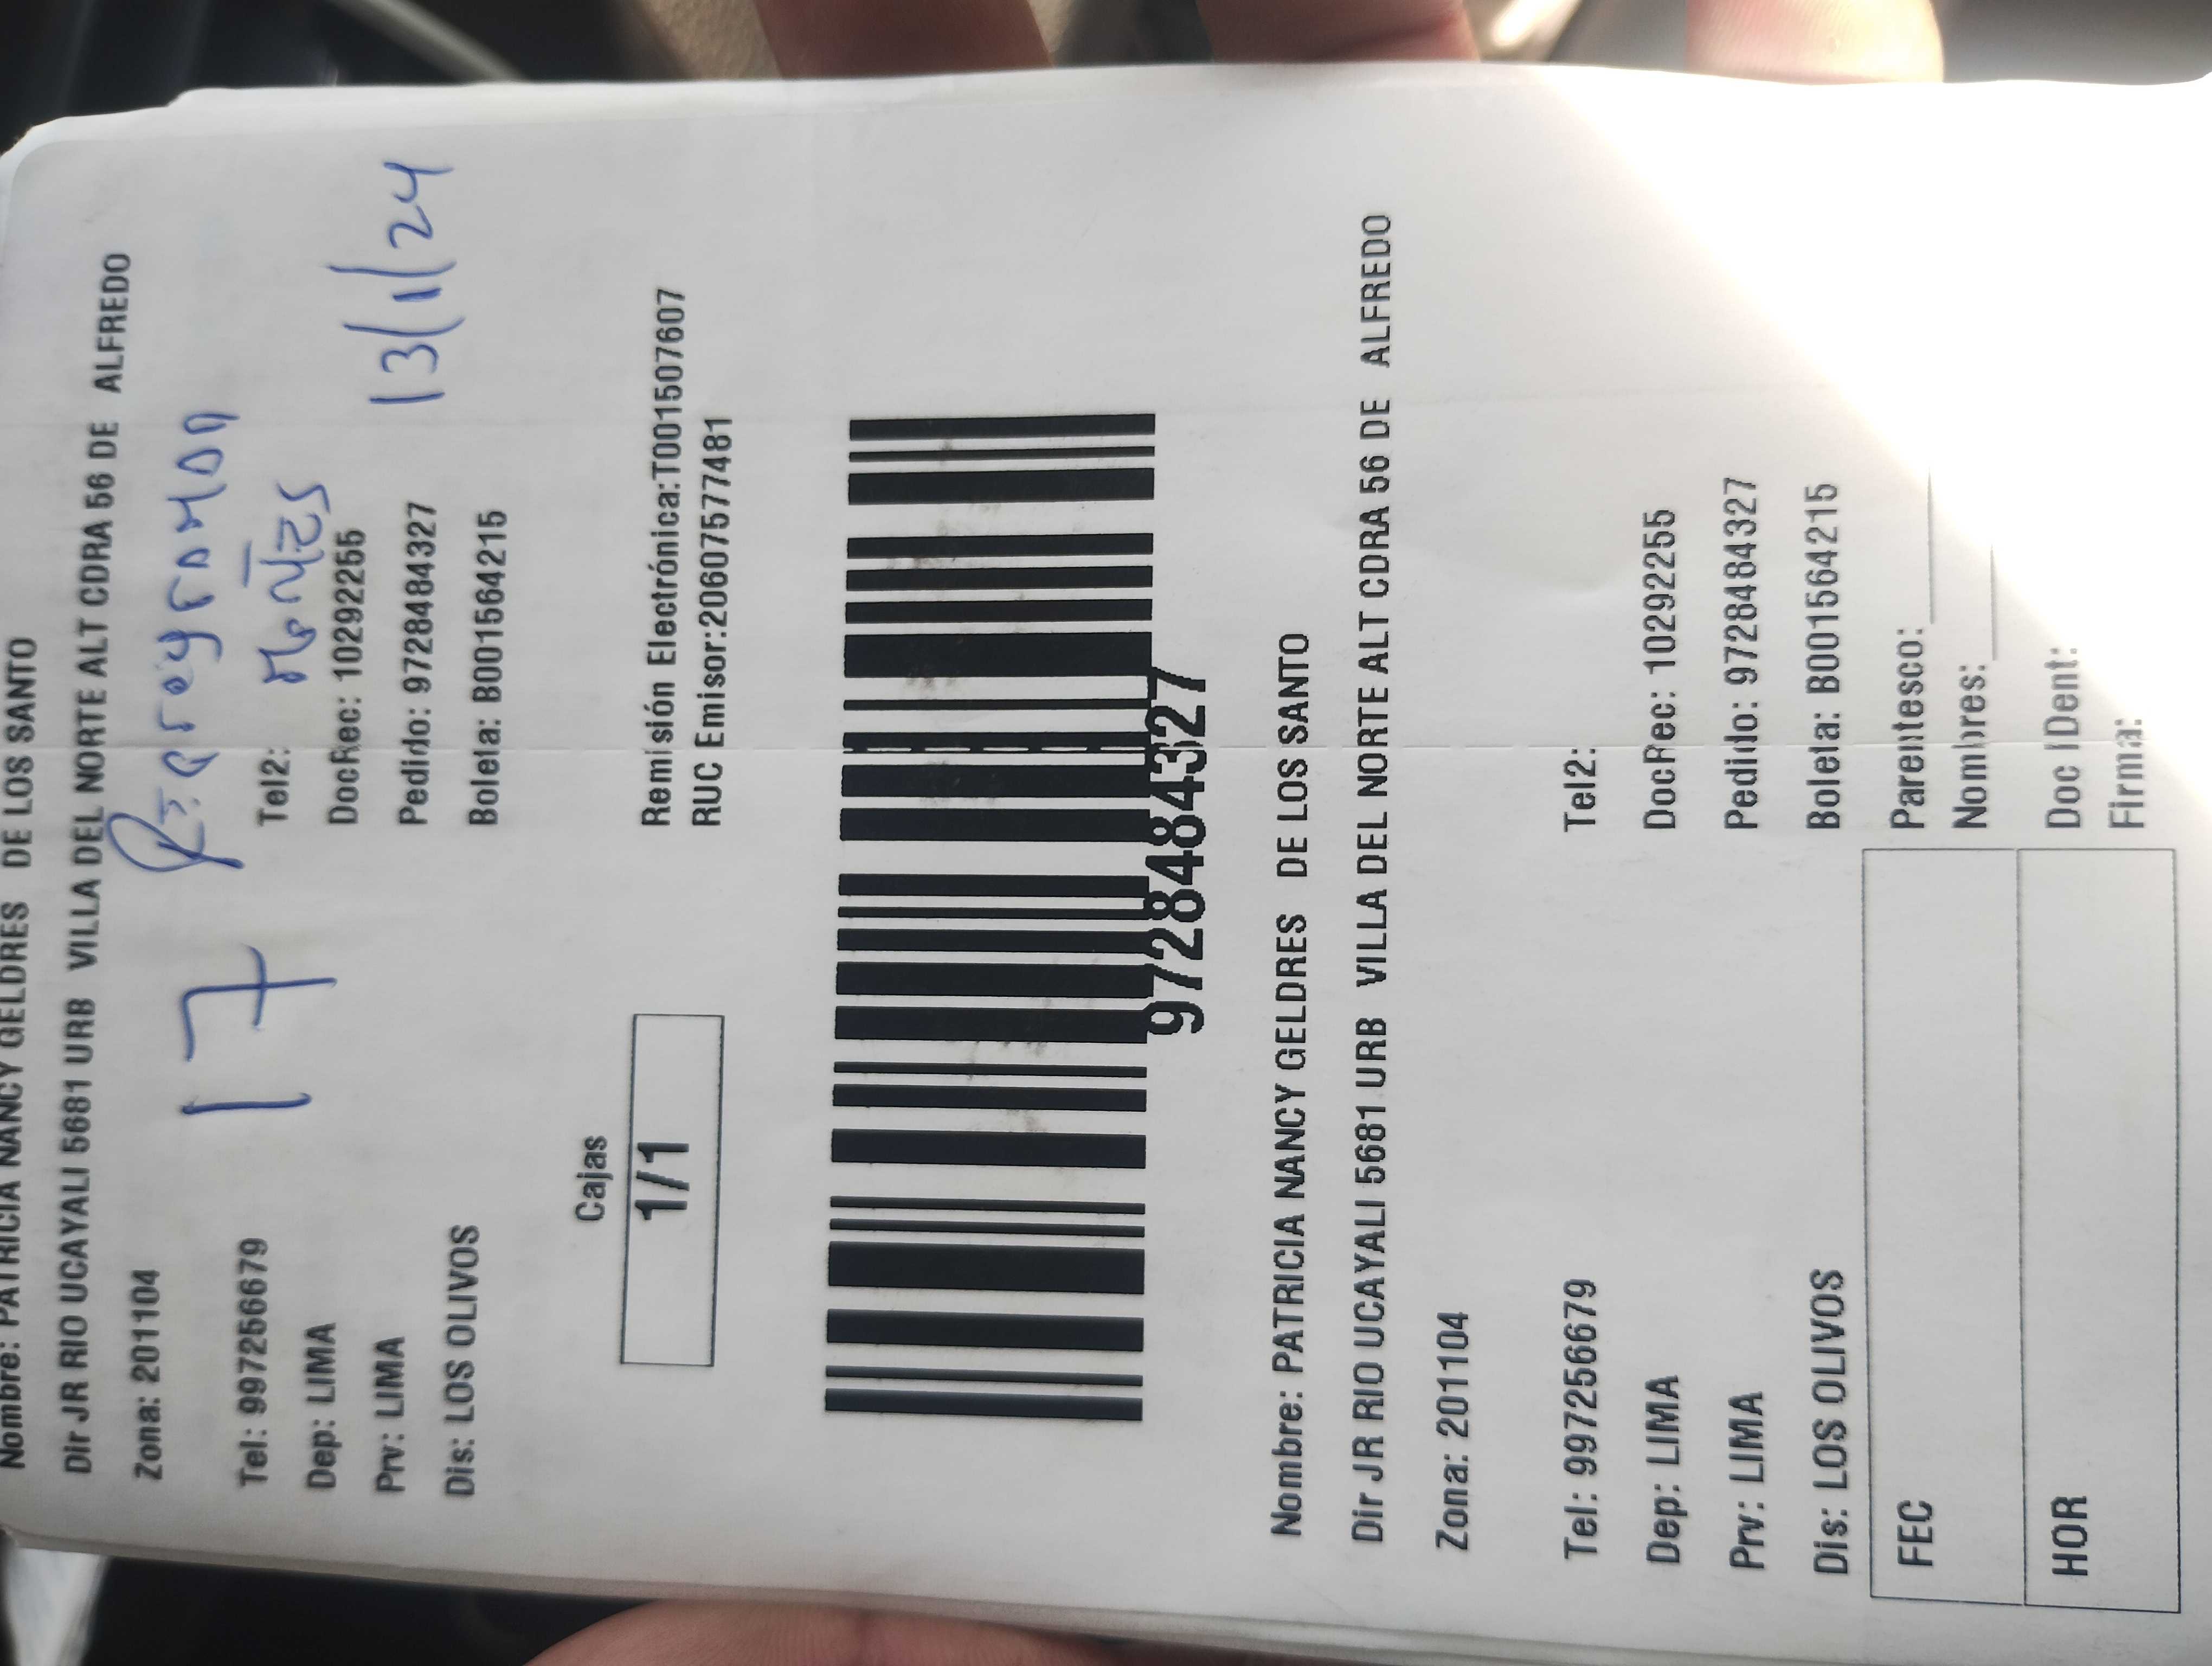 Nombre: PATRICIA NANCY GELDRES DE LOS SANTO
Dir JR RIO UCAYALI 5681 URB VILLA DEL NORTE ALT CDRA 56 DE ALFREDO
Zona: 201104
17
Reprogramon
Tel: 997256679
Tel2:
Montes
Dep: LIMA
DocRec: 10292255
13/1/24
Prv: LIMA
Pedido: 9728484327
Dis: LOS OLIVOS
Boleta: B001564215
Cajas
1/1
Remisión Electrónica:T001507607
RUC Emisor:20607577481
9728484327
Nombre: PATRICIA NANCY GELDRES DE LOS SANTO
Dir JR RIO UCAYALI 5681 URB VILLA DEL NORTE ALT CDRA 56 DE ALFREDO
Zona: 201104
Tel: 997256679
Tel2:
Dep: LIMA
DocRec: 10292255
Prv: LIMA
Pedido: 9728484327
Dis: LOS OLIVOS
Boleta: B001564215
FEC
Parentesco:
Nombres:
HOR
Doc IDent:
Firma: